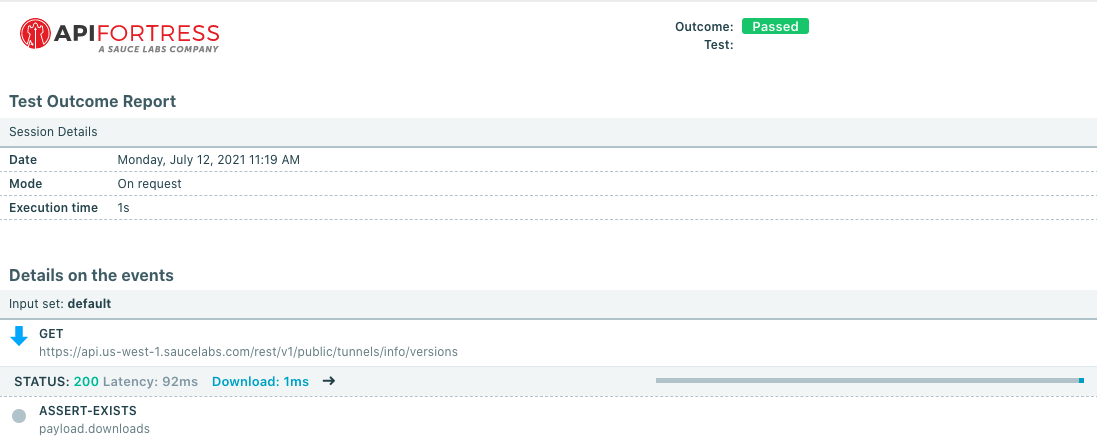 APIFORTRESS
A SAUCE LABS COMPANY
Outcome: Passed
Test:
Test Outcome Report
Session Details
Date Monday, July 12, 2021 11:19 AM
Mode On request
Execution time 1s
Details on the events
Input set: default
GET
https://api.us-west-1.saucelabs.com/rest/v1/public/tunnels/info/versions
STATUS: 200 Latency: 92ms Download: 1ms →
ASSERT-EXISTS
payload.downloads